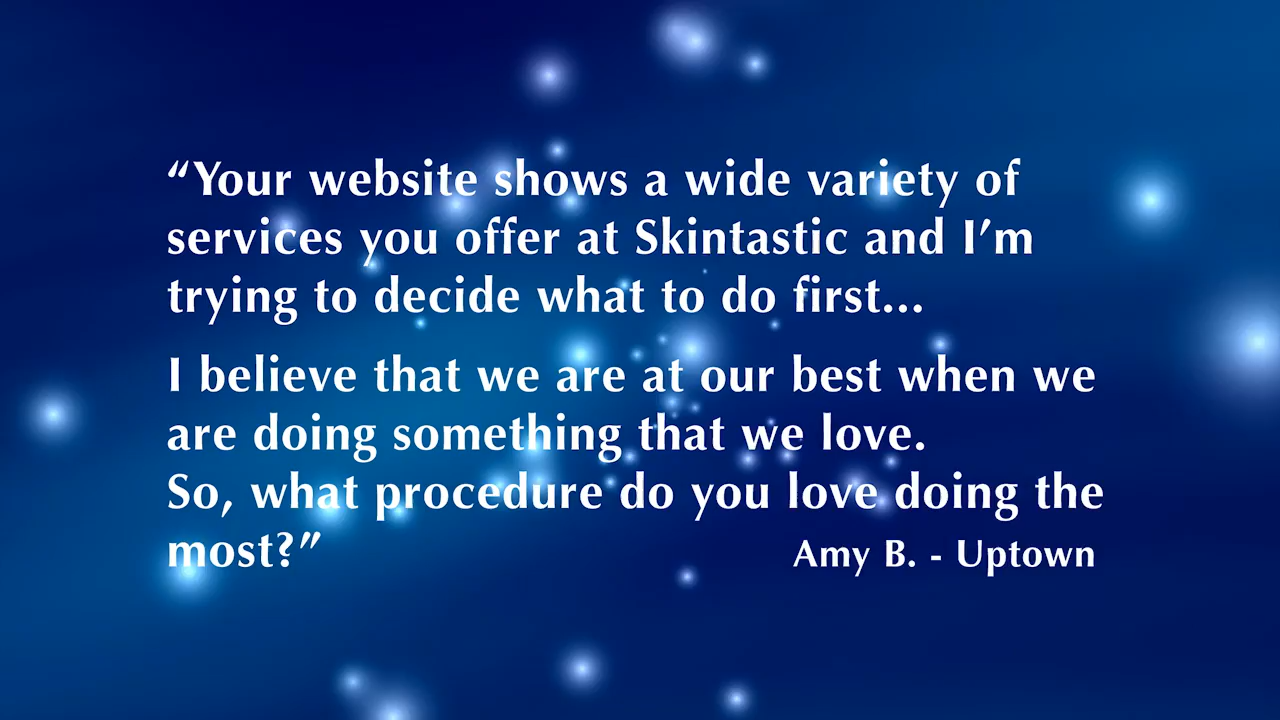 “Your website shows a wide variety of
services you offer at Skintastic and I’m
trying to decide what to do first...
I believe that we are at our best when we
are doing something that we love.
So, what procedure do you love doing the
most?”
Amy B. - Uptown